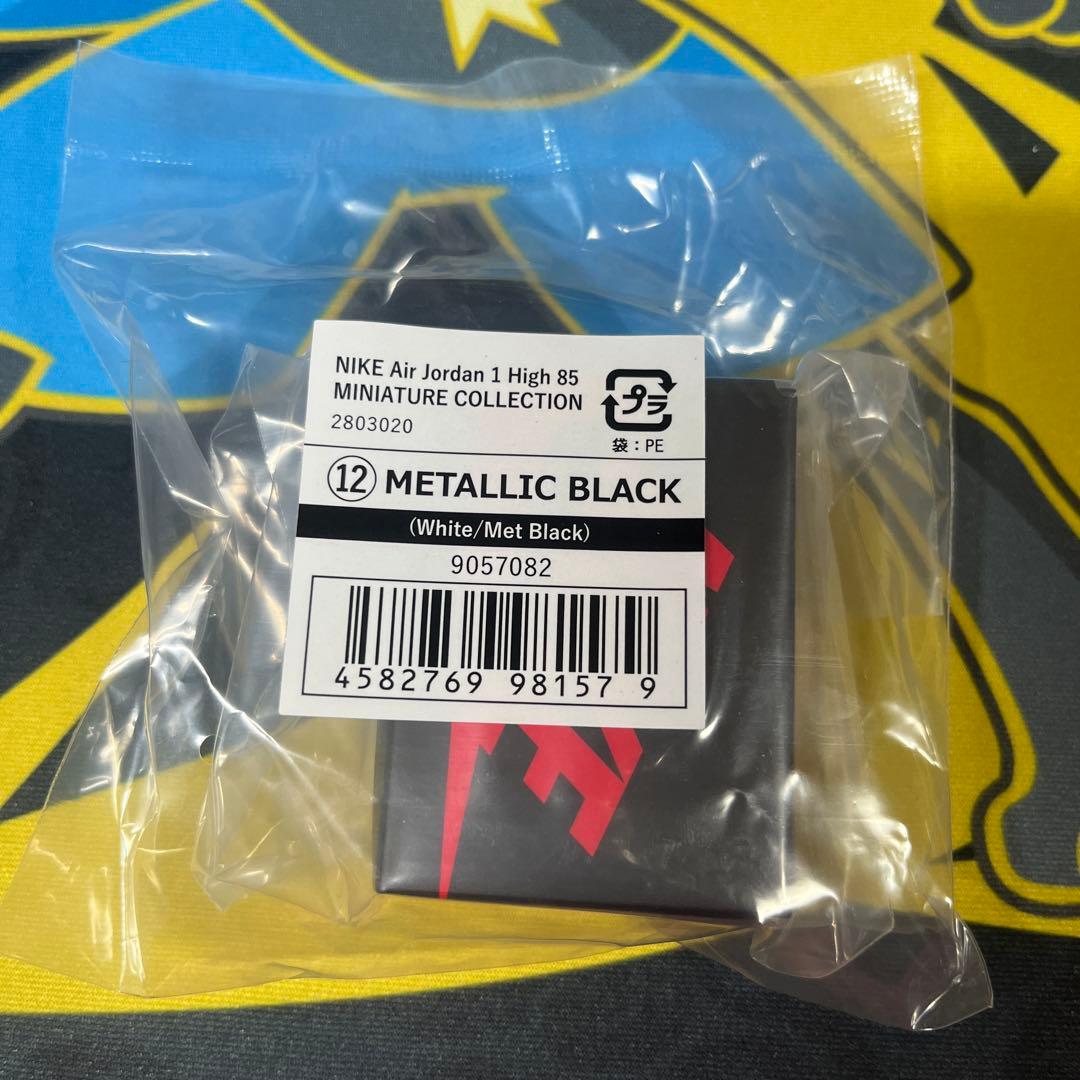 NIKE Air Jordan 1 High 85
MINIATURE COLLECTION
2803020
プラ
袋：PE
⑫ METALLIC BLACK
(White/Met Black)
9057082
4582769 98157 9